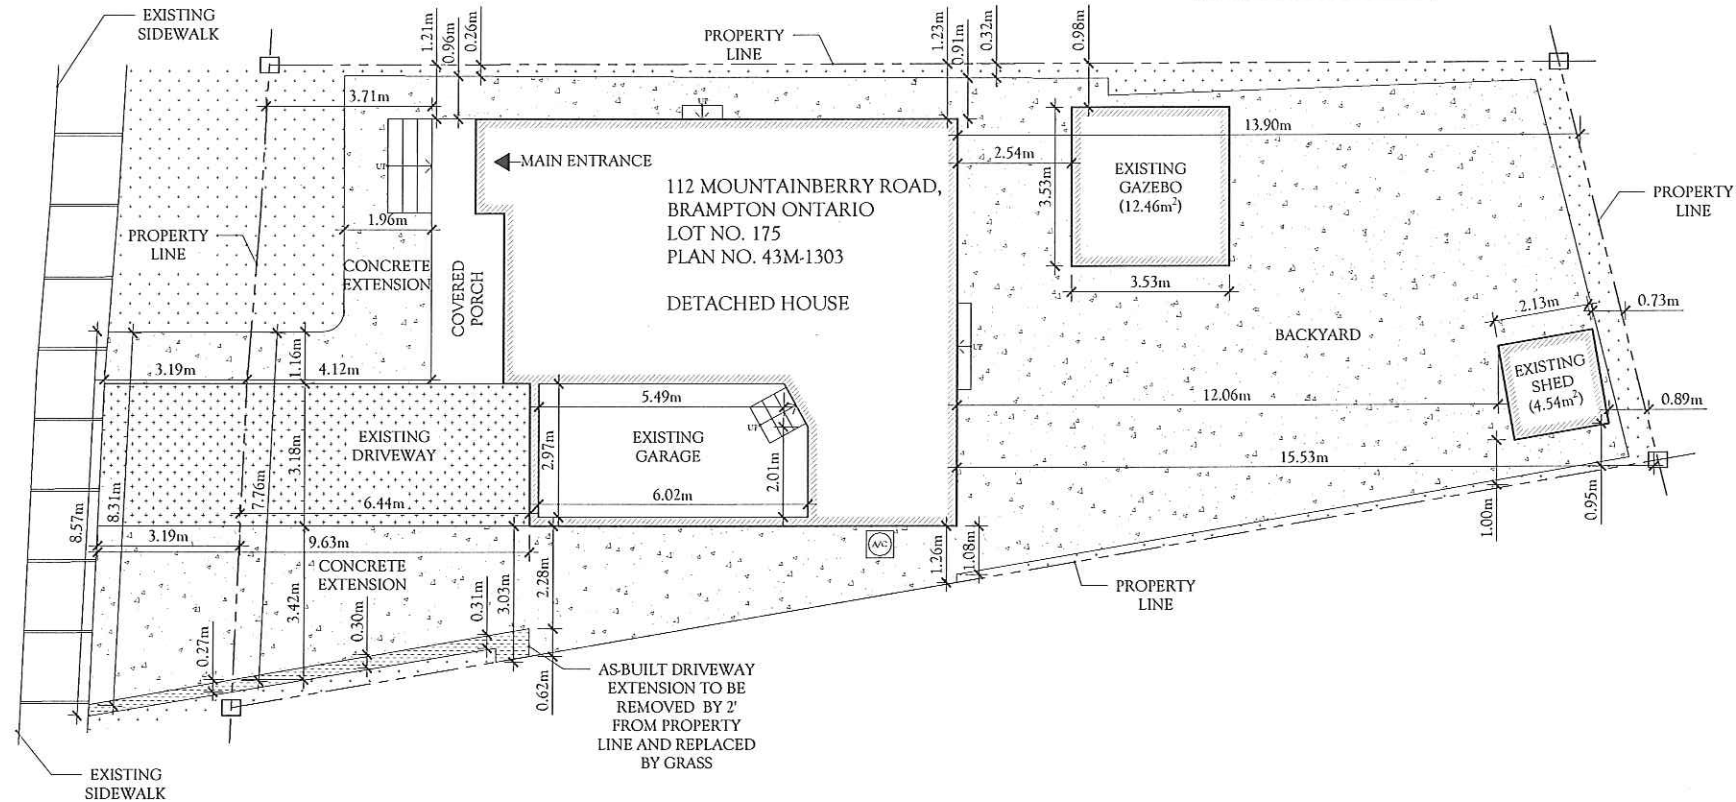 EXISTING
SIDEWALK
1.21m
0.96m
0.26m
PROPERTY
LINE
1.23m
0.91m
0.32m
0.98m
3.71m
UP
13.90m
2.54m
MAIN ENTRANCE
UP
112 MOUNTAINBERRY ROAD,
BRAMPTON ONTARIO
LOT NO. 175
PLAN NO. 43M-1303
DETACHED HOUSE
3.53m
EXISTING
GAZEBO
(12.46m²)
PROPERTY
LINE
1.96m
PROPERTY
LINE
CONCRETE
EXTENSION
COVERED
PORCH
3.53m
2.13m
0.73m
BACKYARD
UP
1.16m
3.19m
4.12m
EXISTING
SHED
(4.54m²)
5.49m
12.06m
0.89m
EXISTING
DRIVEWAY
3.18m
2.97m
EXISTING
GARAGE
UP
2.01m
15.53m
8.57m
8.31m
7.76m
6.44m
6.02m
1.00m
0.95m
3.19m
9.63m
A/C
1.26m
1.08m
CONCRETE
EXTENSION
3.42m
0.30m
0.31m
3.03m
2.28m
PROPERTY
LINE
0.27m
0.62m
AS-BUILT DRIVEWAY
EXTENSION TO BE
REMOVED BY 2'
FROM PROPERTY
LINE AND REPLACED
BY GRASS
EXISTING
SIDEWALK